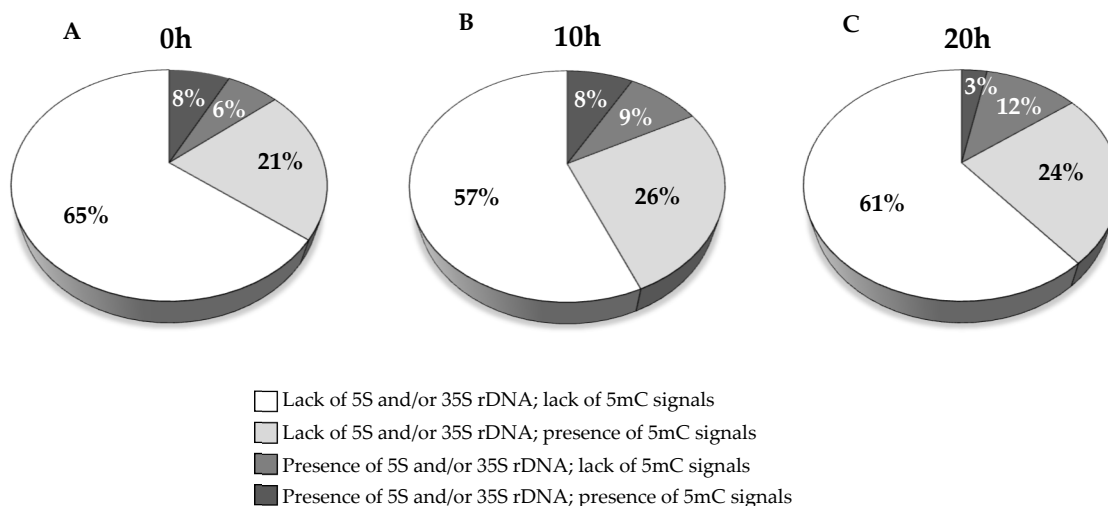 A
0h
8%
6%
21%
65%
B
10h
8%
9%
26%
57%
C
20h
3%
12%
24%
61%
Lack of 5S and/or 35S rDNA; lack of 5mC signals
Lack of 5S and/or 35S rDNA; presence of 5mC signals
Presence of 5S and/or 35S rDNA; lack of 5mC signals
Presence of 5S and/or 35S rDNA; presence of 5mC signals